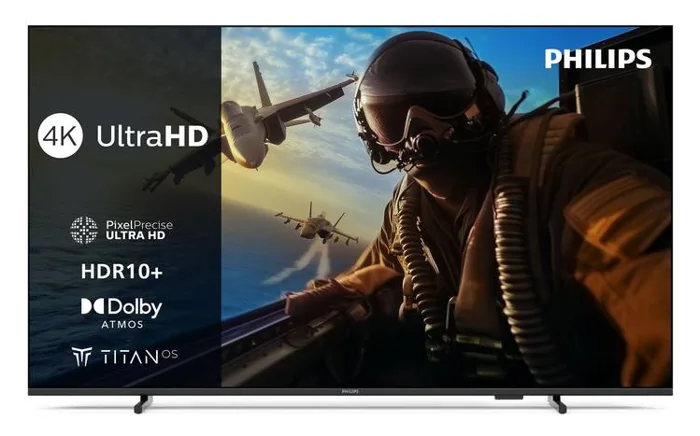 PHILIPS
4K UltraHD
PixelPrecise
ULTRA HD
HDR10+
Dolby
ATMOS
TITAN OS
PHILIPS